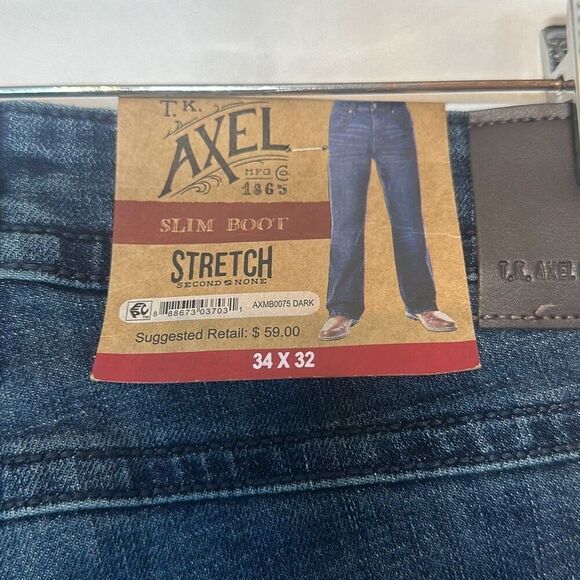 T. K.
AXEL
MFG Co
1865
SLIM BOOT
STRETCH
SECOND TO NONE
8 88673 03703 1
AXMB0075 DARK
Suggested Retail: $ 59.00
34 X 32
T.K. AXEL